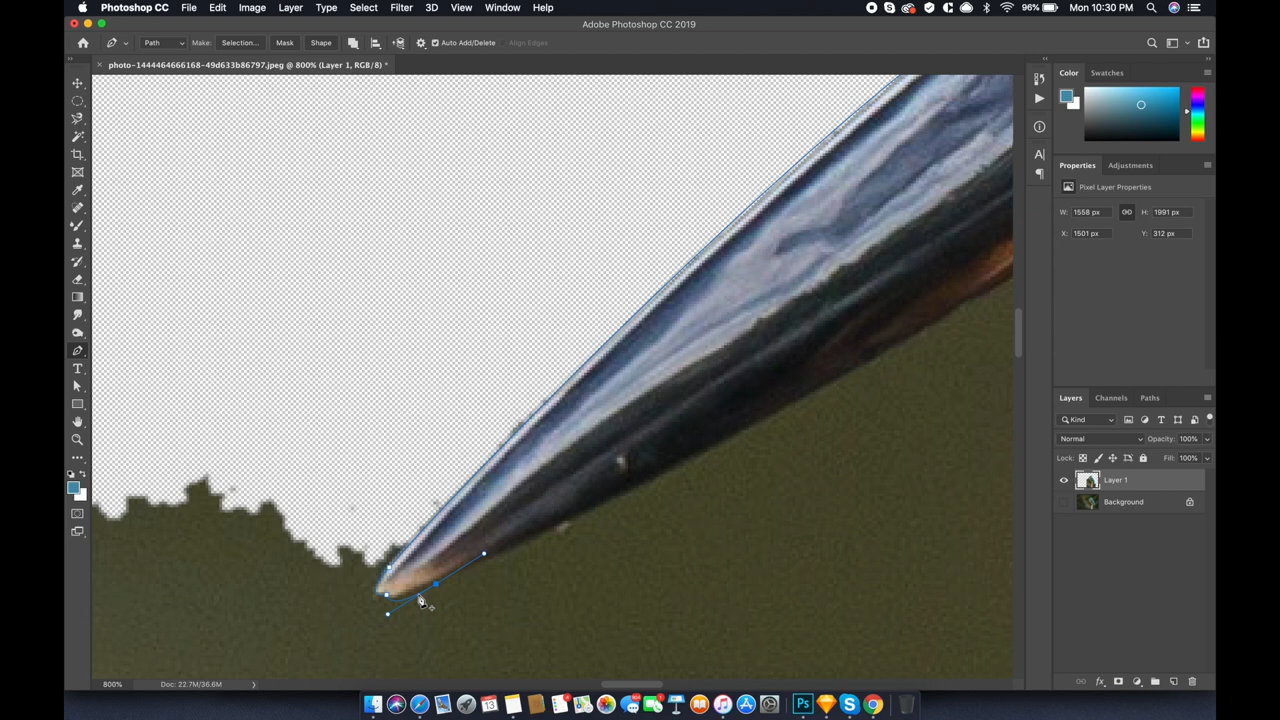 Photoshop CC File Edit Image Layer Type Select Filter 3D View Window Help 96% Mon 10:30 PM
Adobe Photoshop CC 2019
Path Make: Selection... Mask Shape Auto Add/Delete Align Edges
photo-1444464666168-49d633b86797.jpeg @ 800% (Layer 1, RGB/8) *
Color Swatches
Properties Adjustments
Pixel Layer Properties
W: 1558 px H: 1991 px
X: 1501 px Y: 312 px
Layers Channels Paths
Kind
Normal Opacity: 100%
Lock: Fill: 100%
Layer 1
Background
800% Doc: 22.7M/36.6M